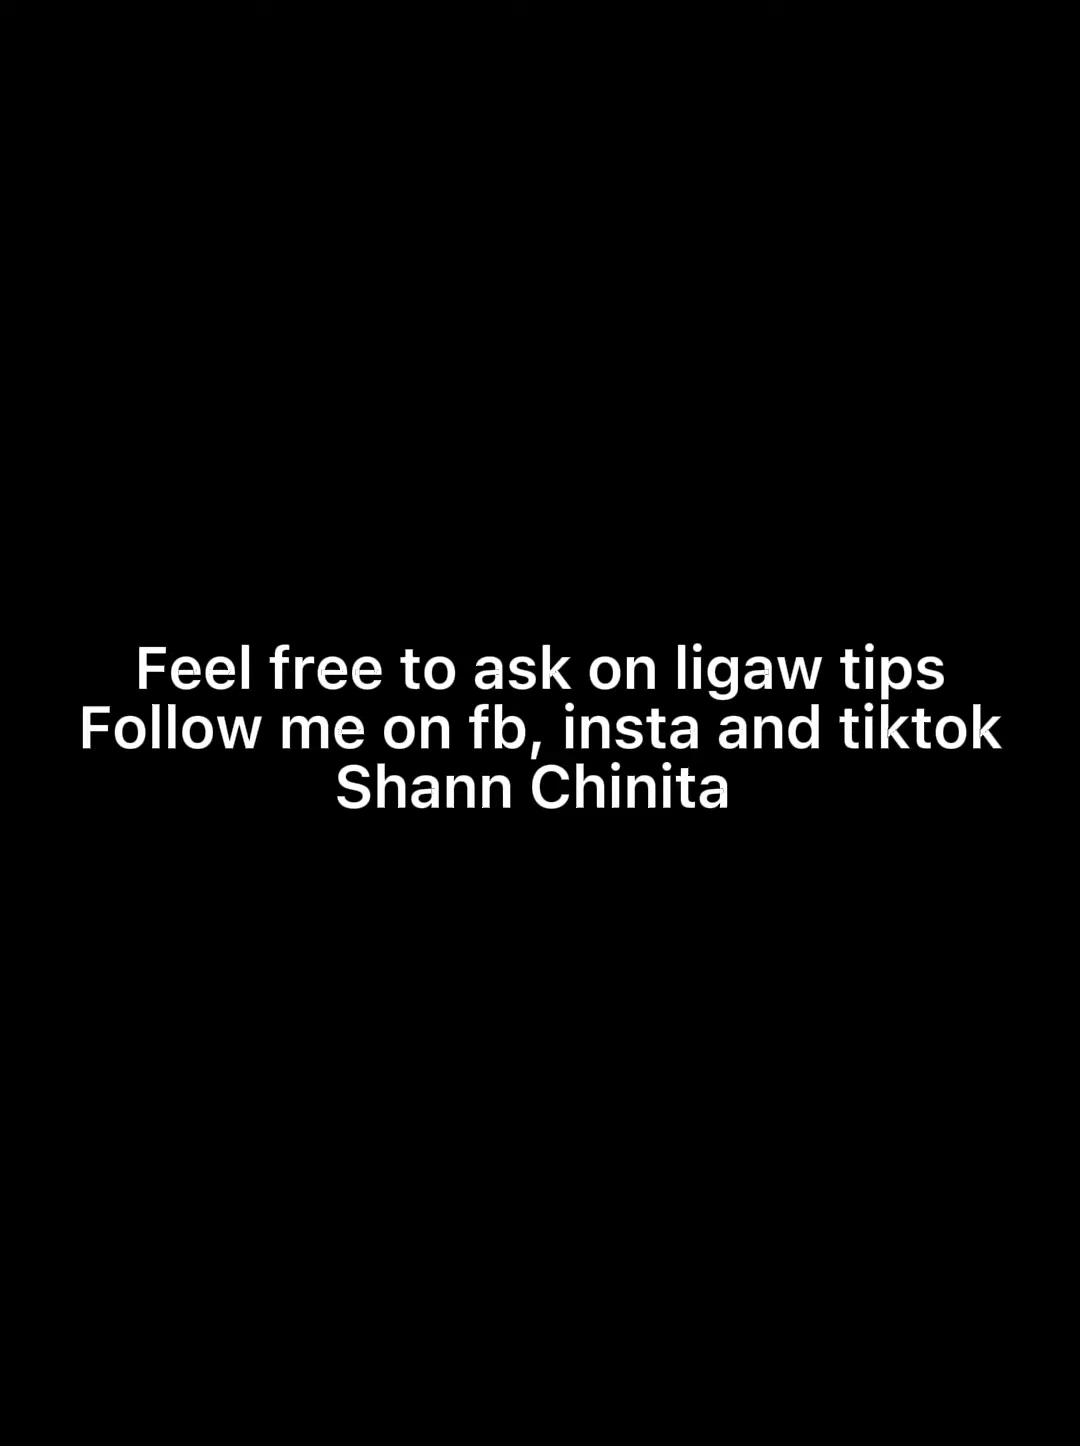 Feel free to ask on ligaw tips
Follow me on fb, insta and tiktok
Shann Chinita